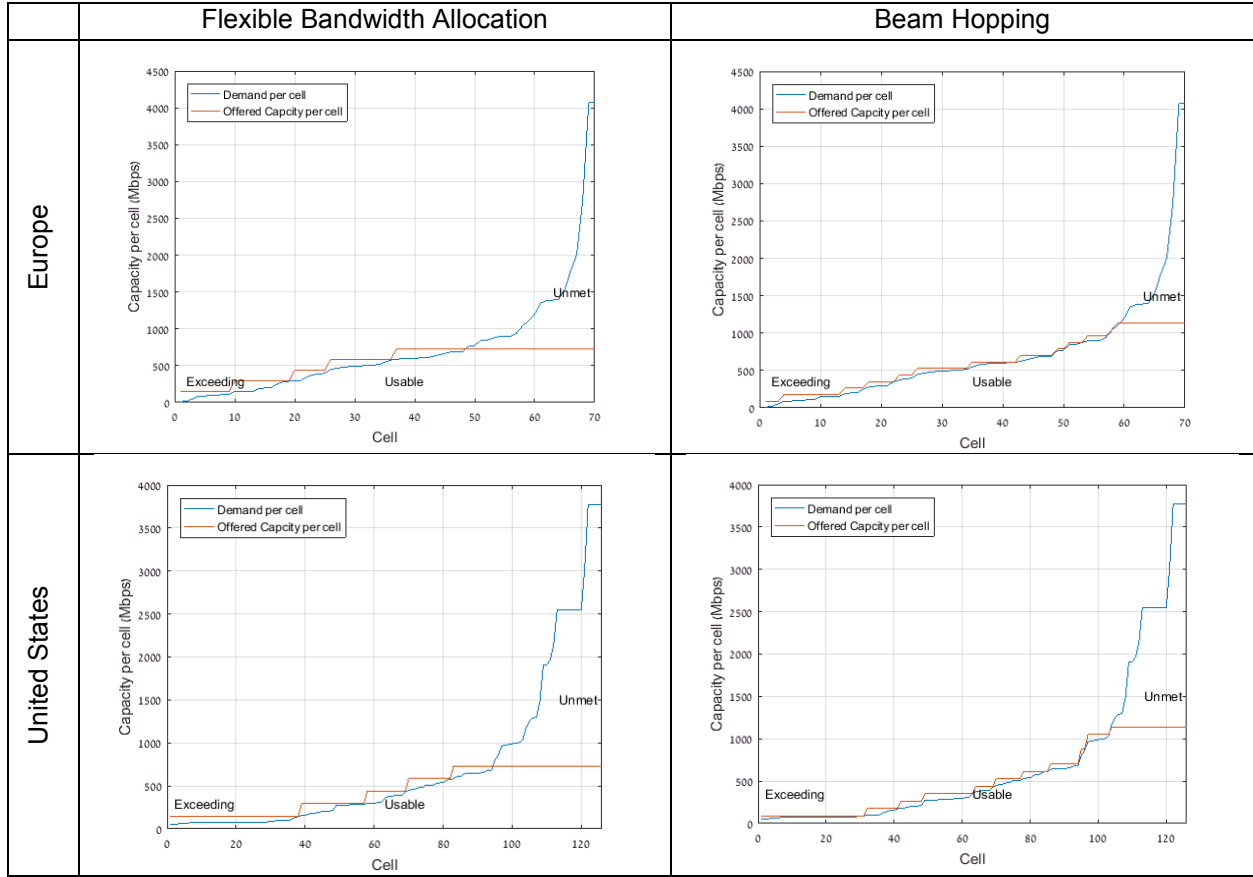 Flexible Bandwidth Allocation
Beam Hopping
Europe
4500
4000
3500
3000
2500
2000
1500
1000
500
0
Capacity per cell (Mbps)
Demand per cell
Offered Capcity per cell
Exceeding
Usable
Unmet
0 10 20 30 40 50 60 70
Cell
4500
4000
3500
3000
2500
2000
1500
1000
500
0
Capacity per cell (Mbps)
Demand per cell
Offered Capcity per cell
Exceeding
Usable
Unmet
0 10 20 30 40 50 60 70
Cell
United States
4000
3500
3000
2500
2000
1500
1000
500
0
Capacity per cell (Mbps)
Demand per cell
Offered Capcity per cell
Exceeding
Usable
Unmet
0 20 40 60 80 100 120
Cell
4000
3500
3000
2500
2000
1500
1000
500
0
Capacity per cell (Mbps)
Demand per cell
Offered Capcity per cell
Exceeding
Usable
Unmet
0 20 40 60 80 100 120
Cell